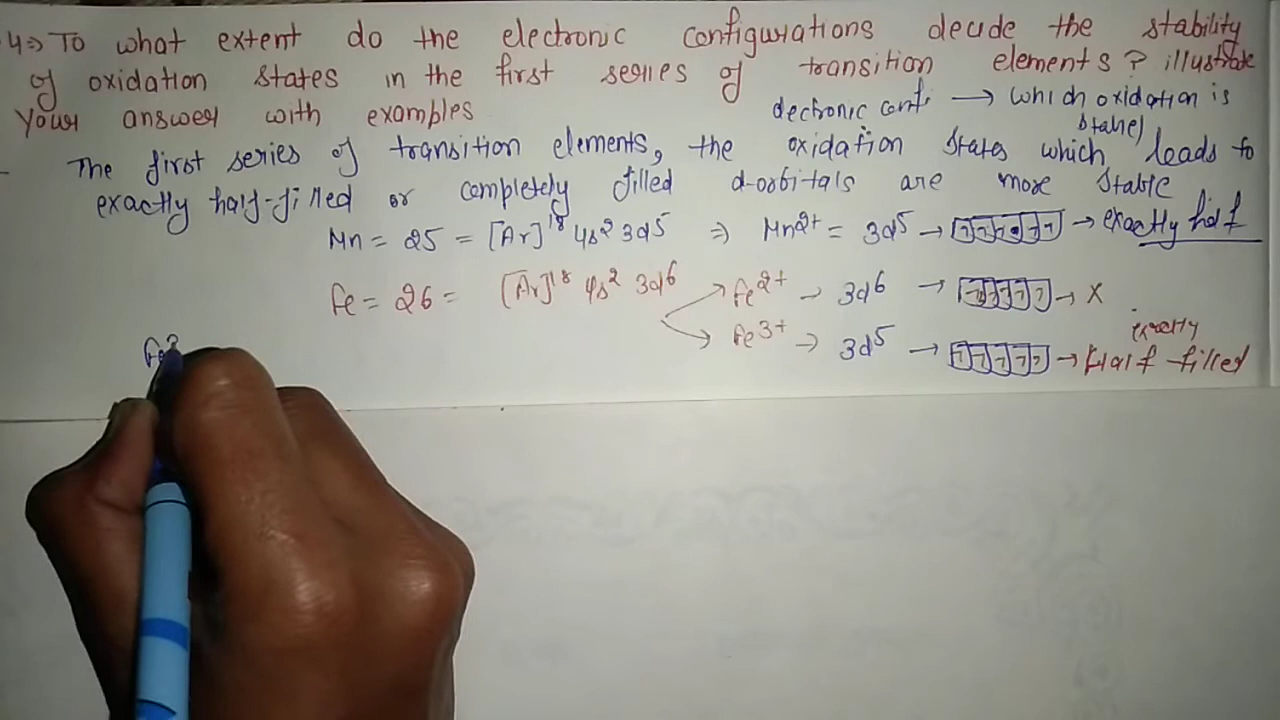 4⇒ To what extent do the electronic configurations decide the stability
of oxidation states in the first series of transition elements? illustrate
Your answer with examples
electronic conf. → which oxidation is
stable)
The first series of transition elements, the oxidation states which leads to
exactly half-filled or completely filled d-orbitals are more stable
Mn = 25 = [Ar]¹⁸ 4s² 3d⁵ ⇒ Mn²⁺ = 3d⁵ → exactly half
Fe = 26 = [Ar]¹⁸ 4s² 3d⁶ Fe²⁺ → 3d⁶ → → X
Fe³⁺ → 3d⁵ → → Half filled
exactly
Fe³